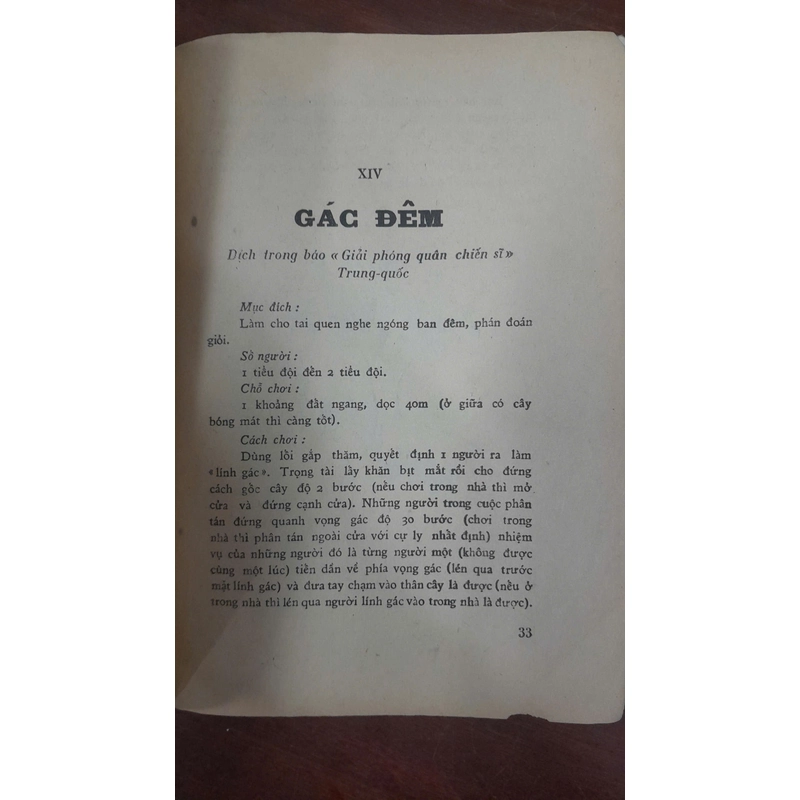 XIV
GÁC ĐÊM
Dịch trong báo « Giải phóng quân chiến sĩ »
Trung-quốc
Mục đích :
Làm cho tai quen nghe ngóng ban đêm, phán đoán
giỏi.
Số người :
1 tiểu đội đến 2 tiểu đội.
Chỗ chơi :
1 khoảng đất ngang, dọc 40m (ở giữa có cây
bóng mát thì càng tốt).
Cách chơi :
Dùng lối gắp thăm, quyết định 1 người ra làm
«lính gác». Trọng tài lấy khăn bịt mắt rồi cho đứng
cách gốc cây độ 2 bước (nếu chơi trong nhà thì mở
cửa và đứng cạnh cửa). Những người trong cuộc phân
tán đứng quanh vọng gác độ 30 bước (chơi trong
nhà thì phân tán ngoài cửa với cự ly nhất định) nhiệm
vụ của những người đó là từng người một (không được
cùng một lúc) tiến dần về phía vọng gác (lén qua trước
mặt lính gác) và đưa tay chạm vào thân cây là được (nếu ở
trong nhà thì lén qua người lính gác vào trong nhà là được).
33